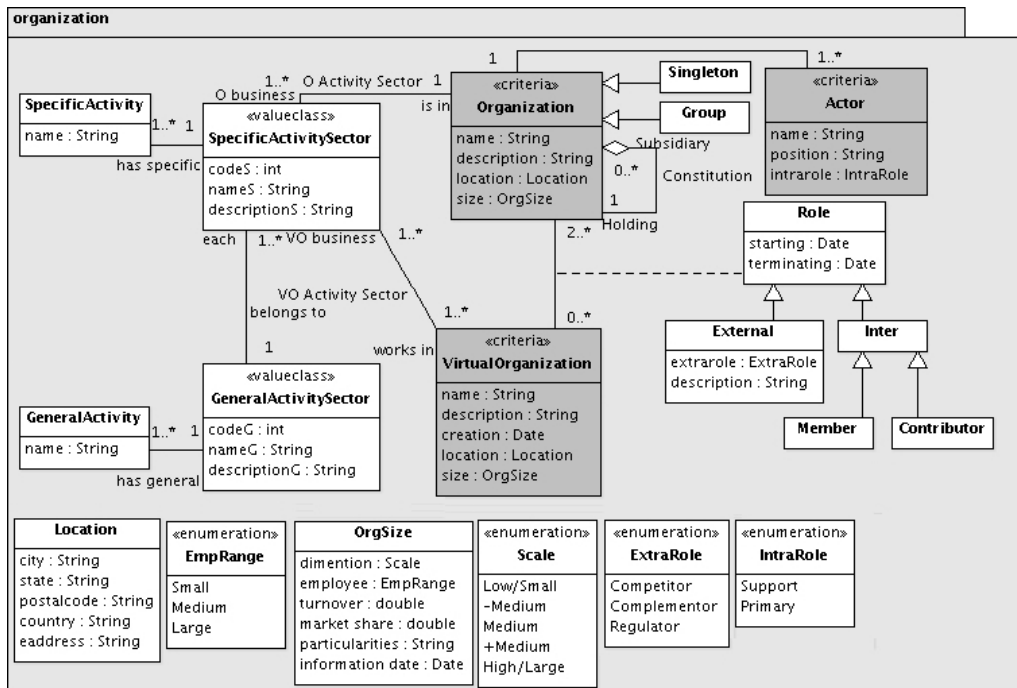 organization
SpecificActivity
name : String
1..*
1
has specific
1..*
O Activity Sector
1
O business
is in
«valueclass»
SpecificActivitySector
codeS : int
nameS : String
descriptionS : String
each
1..*
VO business
1..*
VO Activity Sector
belongs to
1
works in
1..*
1
«criteria»
Organization
name : String
description : String
location : Location
size : OrgSize
Singleton
Group
Subsidiary
0..*
Constitution
1
Holding
1..*
«criteria»
Actor
name : String
position : String
intrarole : IntraRole
2..*
0..*
Role
starting : Date
terminating : Date
External
extrarole : ExtraRole
description : String
Inter
Member
Contributor
«criteria»
VirtualOrganization
name : String
description : String
creation : Date
location : Location
size : OrgSize
«valueclass»
GeneralActivitySector
codeG : int
nameG : String
descriptionG : String
GeneralActivity
name : String
1..*
1
has general
Location
city : String
state : String
postalcode : String
country : String
eaddress : String
«enumeration»
EmpRange
Small
Medium
Large
OrgSize
dimention : Scale
employee : EmpRange
turnover : double
market share : double
particularities : String
information date : Date
«enumeration»
Scale
Low/Small
-Medium
Medium
+Medium
High/Large
«enumeration»
ExtraRole
Competitor
Complementor
Regulator
«enumeration»
IntraRole
Support
Primary